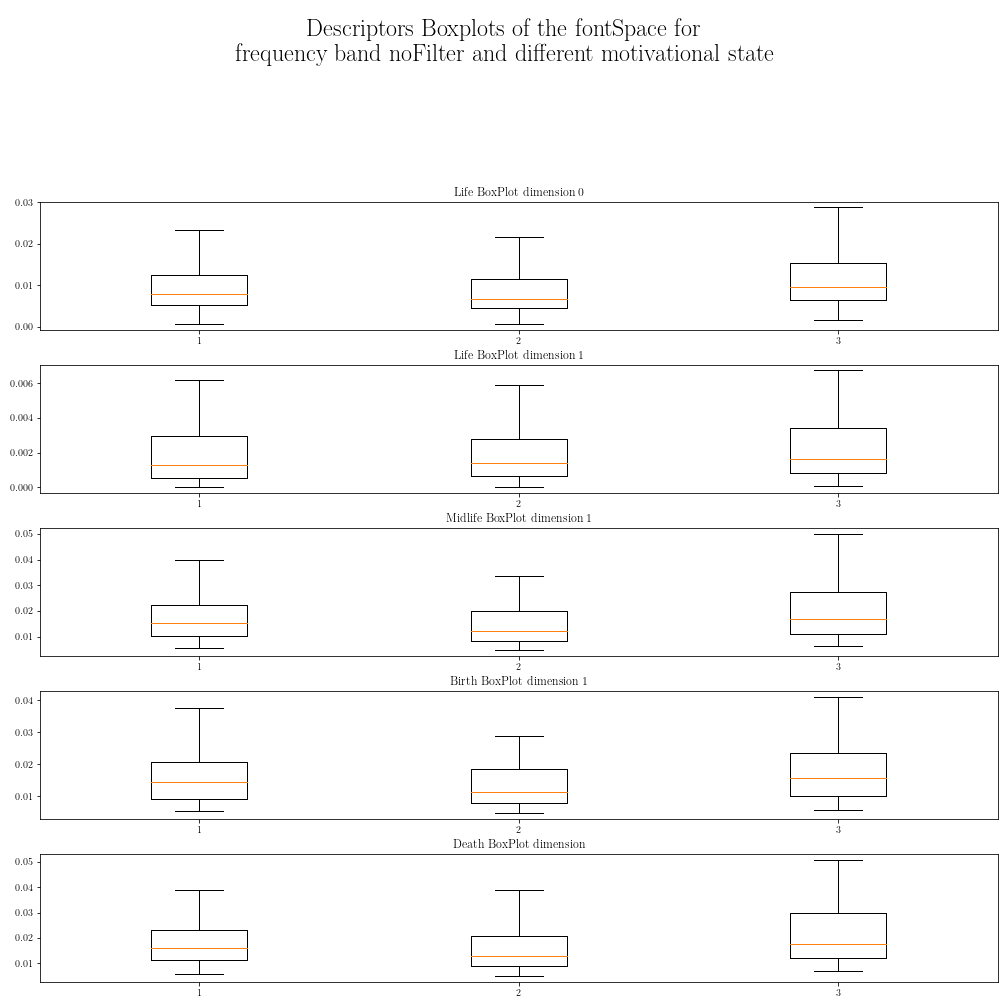 Descriptors Boxplots of the fontSpace for
frequency band noFilter and different motivational state
Life BoxPlot dimension 0
0.03
0.02
0.01
0.00
1 2 3
Life BoxPlot dimension 1
0.006
0.004
0.002
0.000
1 2 3
Midlife BoxPlot dimension 1
0.05
0.04
0.03
0.02
0.01
1 2 3
Birth BoxPlot dimension 1
0.04
0.03
0.02
0.01
1 2 3
Death BoxPlot dimension
0.05
0.04
0.03
0.02
0.01
1 2 3